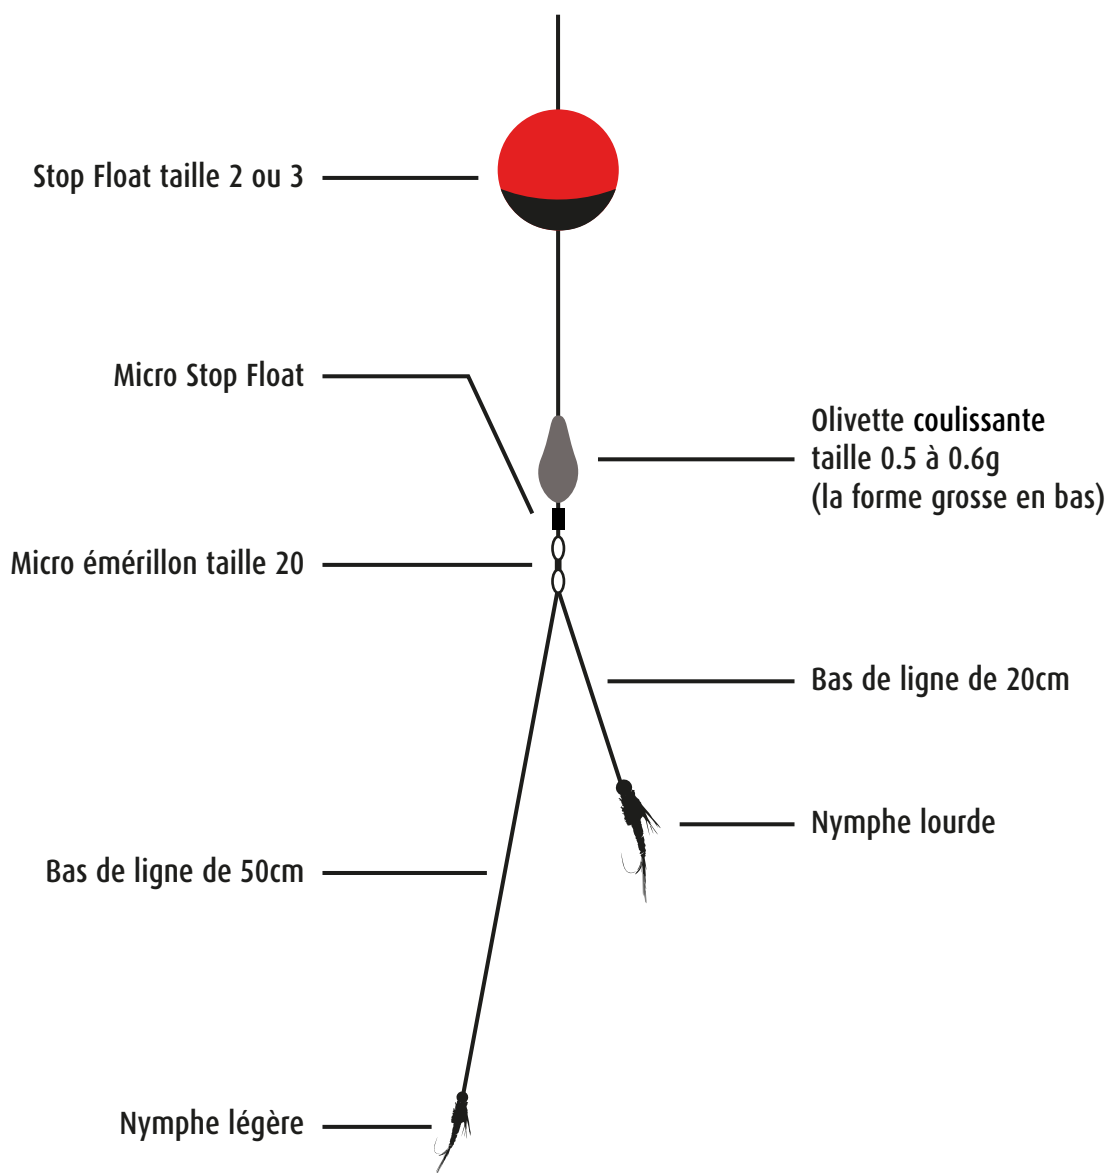 Stop Float taille 2 ou 3
Micro Stop Float
Olivette coulissante
taille 0.5 à 0.6g
(la forme grosse en bas)
Micro émérillon taille 20
Bas de ligne de 20cm
Nymphe lourde
Bas de ligne de 50cm
Nymphe légère